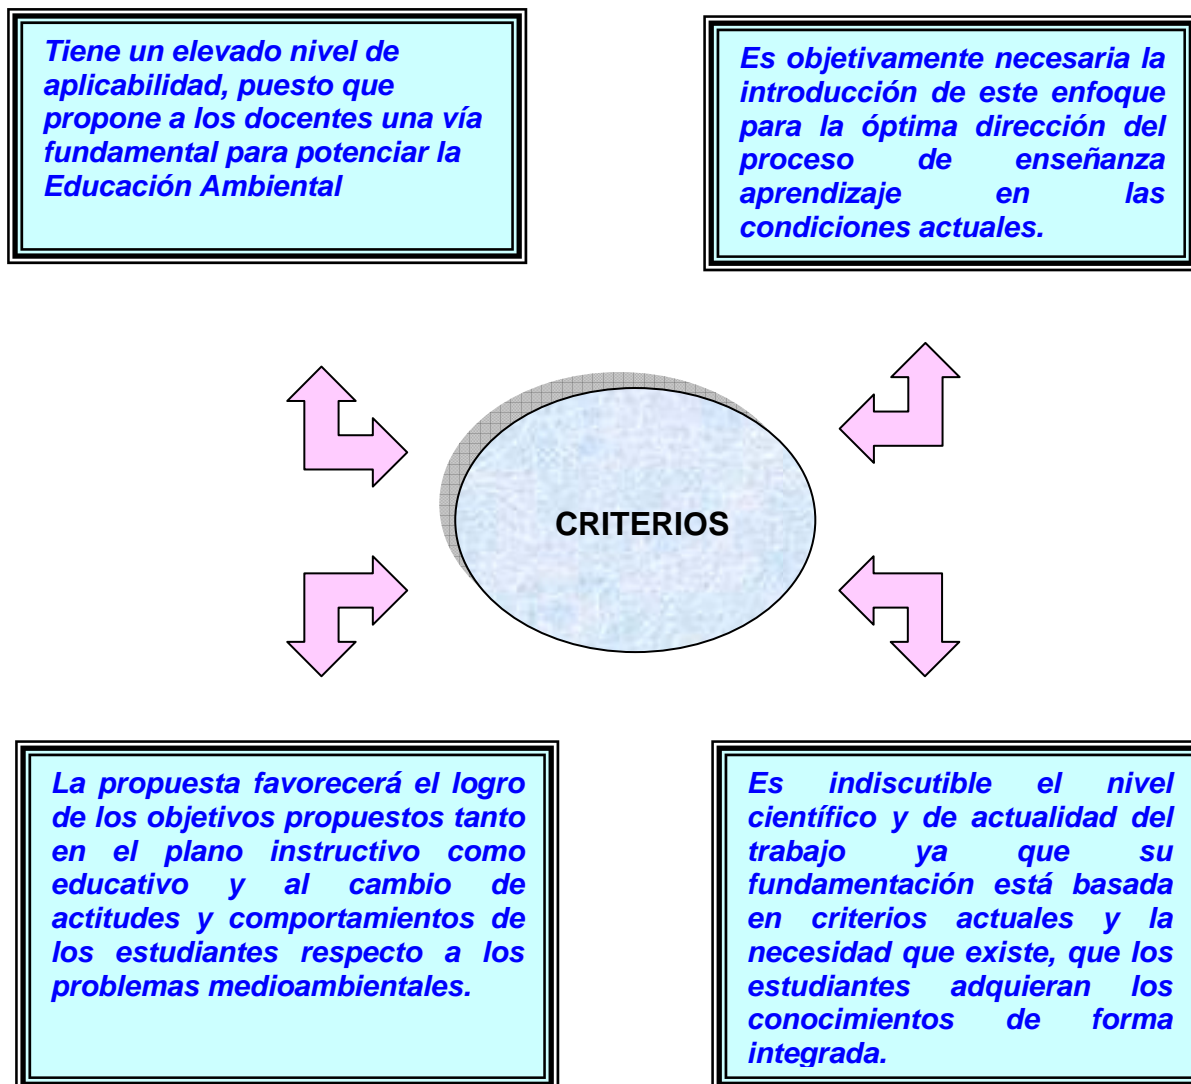 Tiene un elevado nivel de
aplicabilidad, puesto que
propone a los docentes una vía
fundamental para potenciar la
Educación Ambiental
Es objetivamente necesaria la
introducción de este enfoque
para la óptima dirección del
proceso de enseñanza
aprendizaje en las
condiciones actuales.
CRITERIOS
La propuesta favorecerá el logro
de los objetivos propuestos tanto
en el plano instructivo como
educativo y al cambio de
actitudes y comportamientos de
los estudiantes respecto a los
problemas medioambientales.
Es indiscutible el nivel
científico y de actualidad del
trabajo ya que su
fundamentación está basada
en criterios actuales y la
necesidad que existe, que los
estudiantes adquieran los
conocimientos de forma
integrada.